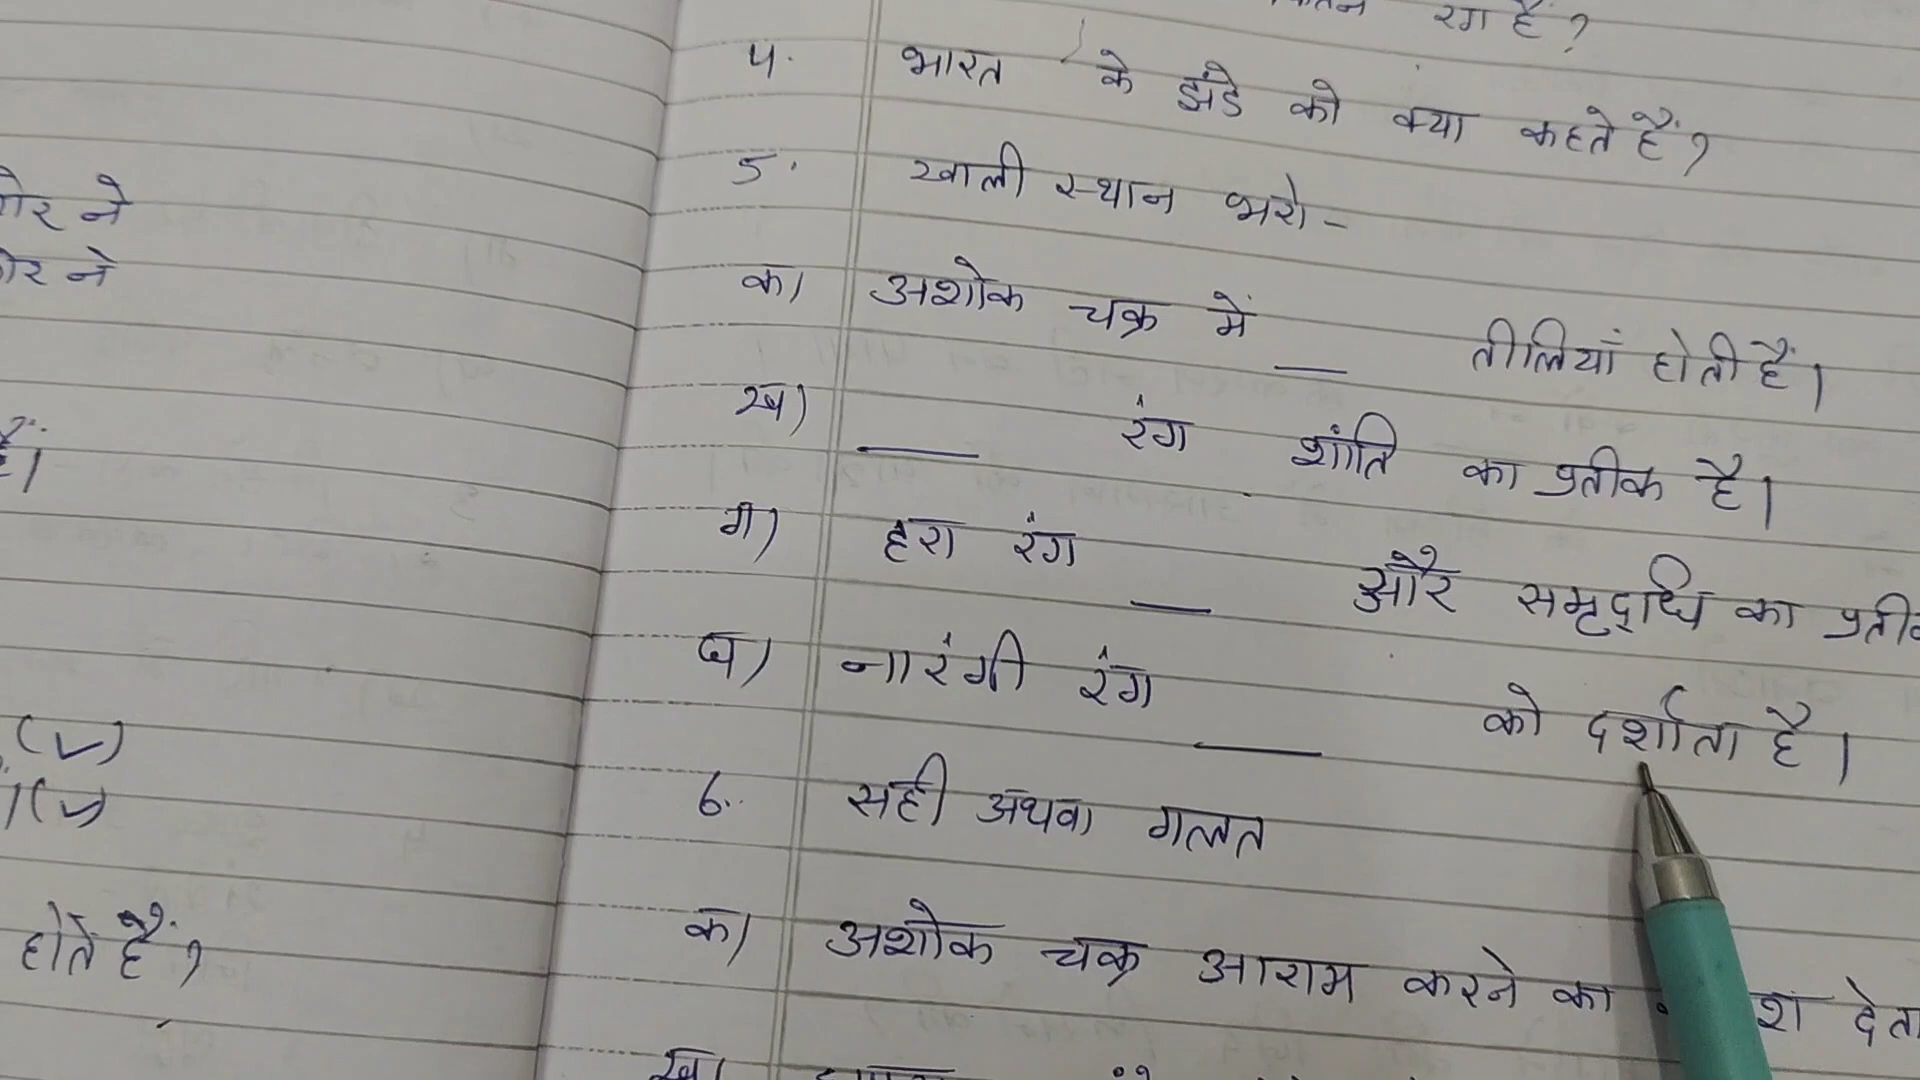 ने
ने
हैं।
(✓)
(✓)
होते हैं?
रंग हैं?
4. भारत के झंडे को क्या कहते हैं?
5. खाली स्थान भरो-
क) अशोक चक्र में ___ तीलियाँ होती हैं।
ख) ___ रंग शांति का प्रतीक है।
ग) हरा रंग ___ और समृद्धि का
घ) नारंगी रंग ___ को दर्शाता है।
6. सही अथवा गलत
क) अशोक चक्र आराम करने का देता
ख)